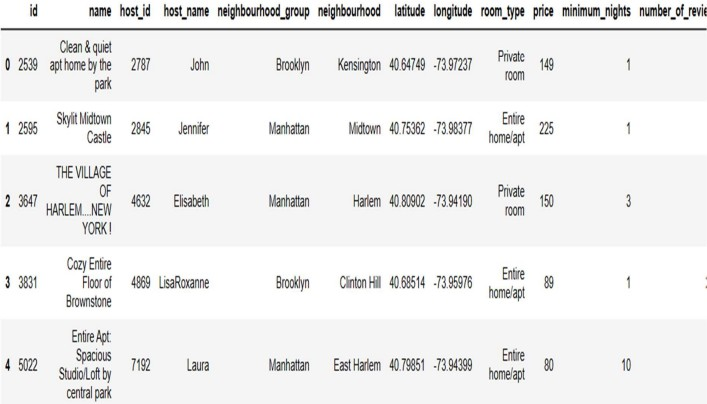 id name host_id host_name neighbourhood_group neighbourhood latitude longitude room_type price minimum_nights number_of_revie
Clean & quiet
0 2539 apt home by the 2787 John Brooklyn Kensington 40.64749 -73.97237 Private room 149 1
park
1 2595 Skylit Midtown Castle 2845 Jennifer Manhattan Midtown 40.75362 -73.98377 Entire home/apt 225 1
THE VILLAGE
OF
2 3647 HARLEM....NEW 4632 Elisabeth Manhattan Harlem 40.80902 -73.94190 Private room 150 3
YORK !
Cozy Entire
3 3831 Floor of 4869 LisaRoxanne Brooklyn Clinton Hill 40.68514 -73.95976 Entire home/apt 89 1
Brownstone
Entire Apt:
Spacious
4 5022 Studio/Loft by 7192 Laura Manhattan East Harlem 40.79851 -73.94399 Entire home/apt 80 10
central park